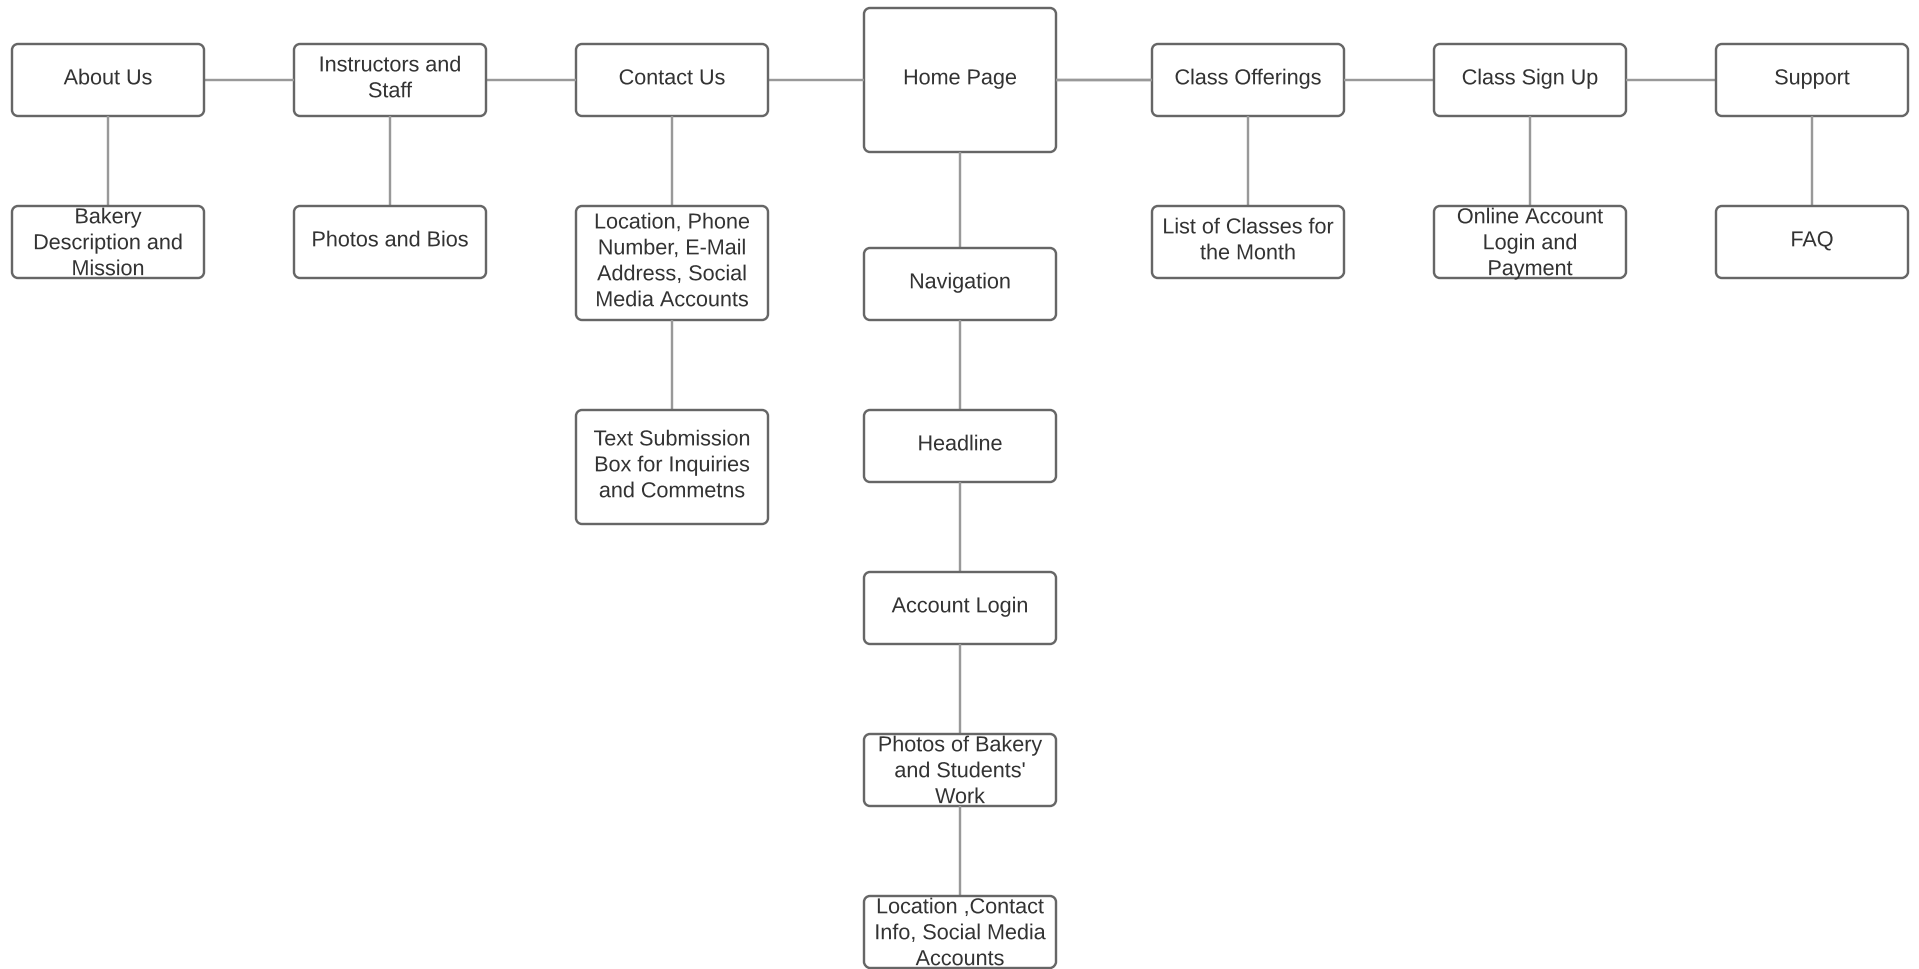 About Us
Instructors and
Staff
Contact Us
Home Page
Class Offerings
Class Sign Up
Support
Bakery
Description and
Mission
Photos and Bios
Location, Phone
Number, E-Mail
Address, Social
Media Accounts
List of Classes for
the Month
Online Account
Login and
Payment
FAQ
Navigation
Text Submission
Box for Inquiries
and Commetns
Headline
Account Login
Photos of Bakery
and Students'
Work
Location ,Contact
Info, Social Media
Accounts